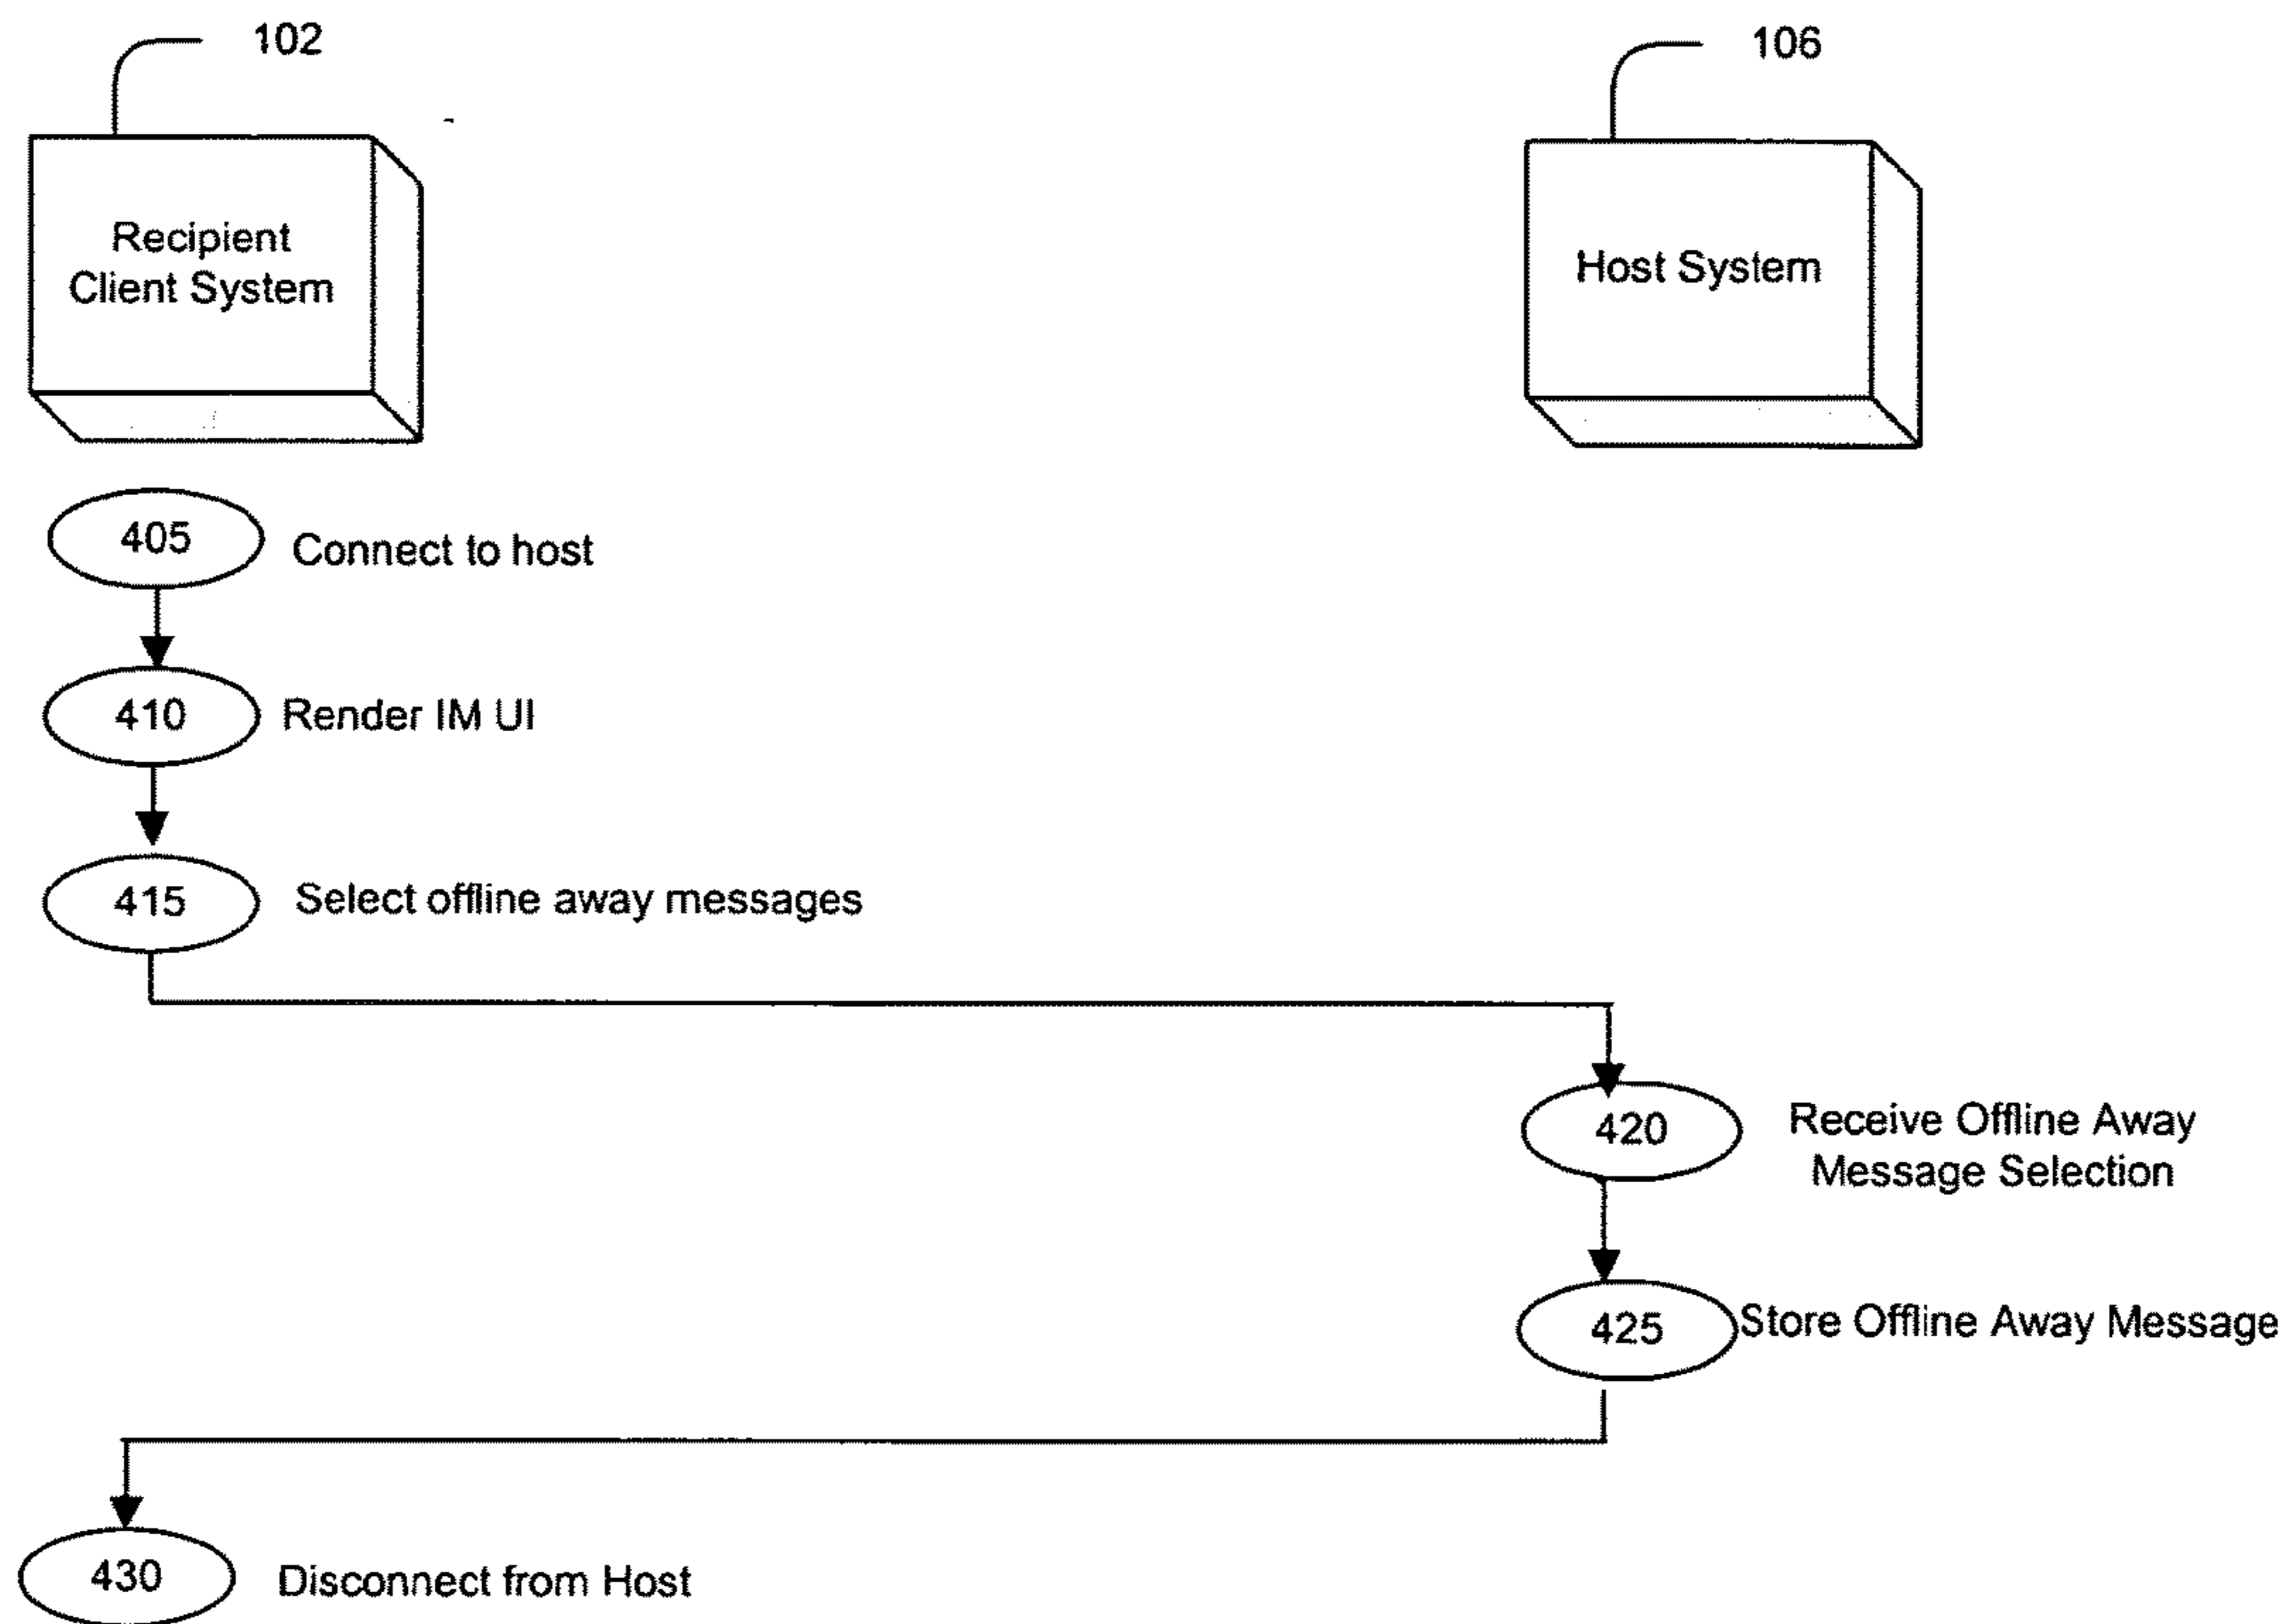 102
106
Recipient
Client System
Host System
405
Connect to host
410
Render IM UI
415
Select offline away messages
420
Receive Offline Away
Message Selection
425
Store Offline Away Message
430
Disconnect from Host